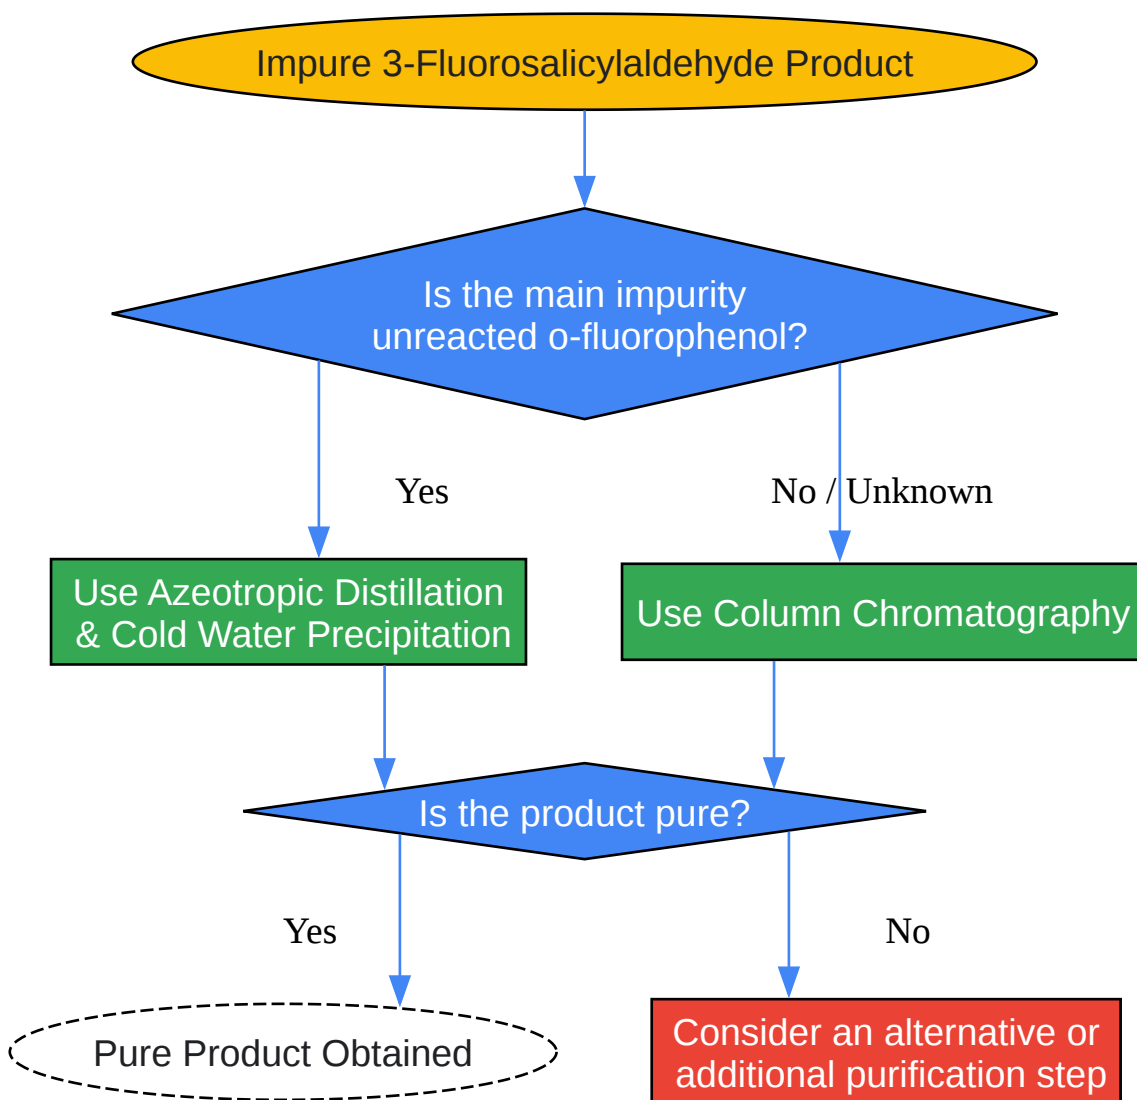 Impure 3-Fluorosalicylaldehyde Product
Is the main impurity
unreacted o-fluorophenol?
Yes
No / Unknown
Use Azeotropic Distillation
& Cold Water Precipitation
Use Column Chromatography
Is the product pure?
Yes
No
Pure Product Obtained
Consider an alternative or
additional purification step